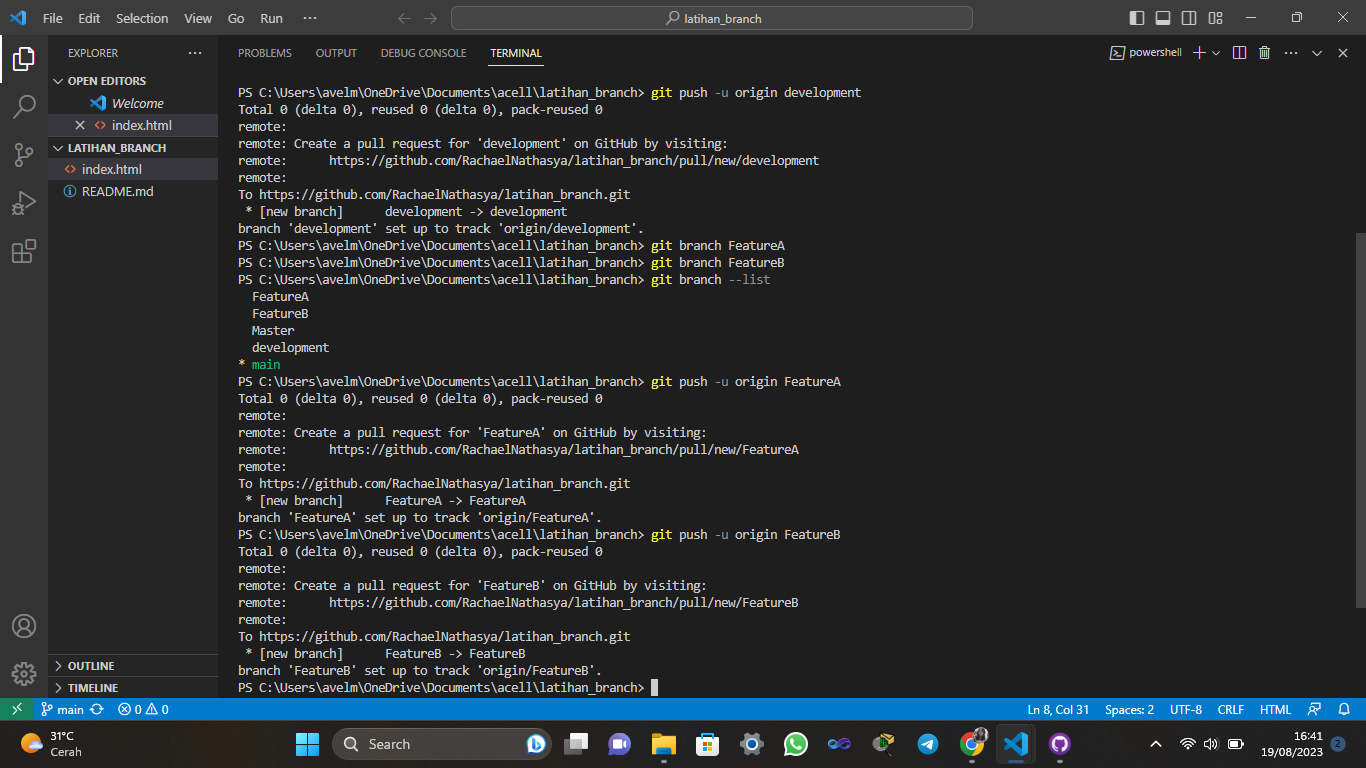 File Edit Selection View Go Run ···
latihan_branch
EXPLORER ···
OPEN EDITORS
Welcome
index.html
LATIHAN_BRANCH
index.html
README.md
OUTLINE
TIMELINE
PROBLEMS OUTPUT DEBUG CONSOLE TERMINAL
powershell
PS C:\Users\avelm\OneDrive\Documents\acell\latihan_branch> git push -u origin development
Total 0 (delta 0), reused 0 (delta 0), pack-reused 0
remote:
remote: Create a pull request for 'development' on GitHub by visiting:
remote:      https://github.com/RachaelNathasya/latihan_branch/pull/new/development
remote:
To https://github.com/RachaelNathasya/latihan_branch.git
 * [new branch]      development -> development
branch 'development' set up to track 'origin/development'.
PS C:\Users\avelm\OneDrive\Documents\acell\latihan_branch> git branch FeatureA
PS C:\Users\avelm\OneDrive\Documents\acell\latihan_branch> git branch FeatureB
PS C:\Users\avelm\OneDrive\Documents\acell\latihan_branch> git branch --list
  FeatureA
  FeatureB
  Master
  development
* main
PS C:\Users\avelm\OneDrive\Documents\acell\latihan_branch> git push -u origin FeatureA
Total 0 (delta 0), reused 0 (delta 0), pack-reused 0
remote:
remote: Create a pull request for 'FeatureA' on GitHub by visiting:
remote:      https://github.com/RachaelNathasya/latihan_branch/pull/new/FeatureA
remote:
To https://github.com/RachaelNathasya/latihan_branch.git
 * [new branch]      FeatureA -> FeatureA
branch 'FeatureA' set up to track 'origin/FeatureA'.
PS C:\Users\avelm\OneDrive\Documents\acell\latihan_branch> git push -u origin FeatureB
Total 0 (delta 0), reused 0 (delta 0), pack-reused 0
remote:
remote: Create a pull request for 'FeatureB' on GitHub by visiting:
remote:      https://github.com/RachaelNathasya/latihan_branch/pull/new/FeatureB
remote:
To https://github.com/RachaelNathasya/latihan_branch.git
 * [new branch]      FeatureB -> FeatureB
branch 'FeatureB' set up to track 'origin/FeatureB'.
PS C:\Users\avelm\OneDrive\Documents\acell\latihan_branch>
main 0 0 Ln 8, Col 31 Spaces: 2 UTF-8 CRLF HTML
31°C
Cerah
Search
16:41
19/08/2023 2